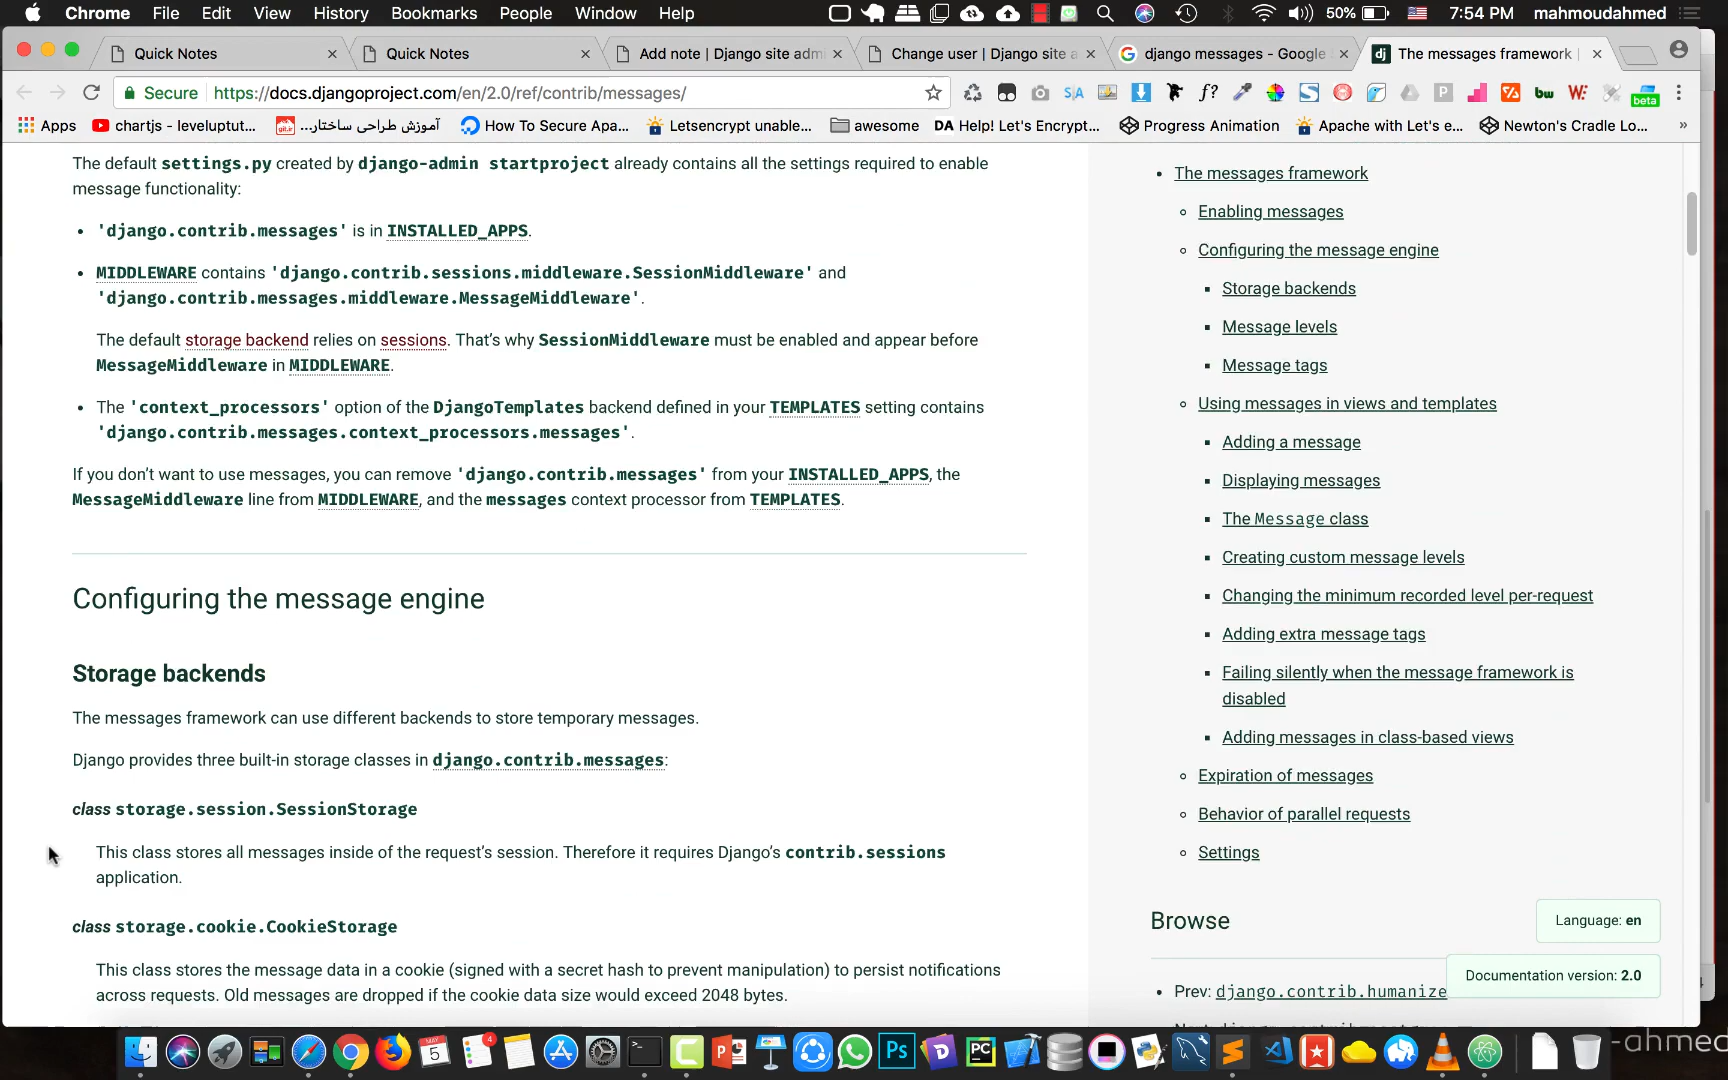 Chrome File Edit View History Bookmarks People Window Help 50% 7:54 PM mahmoudahmed
Quick Notes Quick Notes Add note | Django site adm Change user | Django site a django messages - Google The messages framework |
Secure https://docs.djangoproject.com/en/2.0/ref/contrib/messages/
Apps chartjs - leveluptut... آموزش طراحی ساختار... How To Secure Apa... Letsencrypt unable... awesome DA Help! Let's Encrypt... Progress Animation Apache with Let's e... Newton's Cradle Lo... »
The default settings.py created by django-admin startproject already contains all the settings required to enable
message functionality:
'django.contrib.messages' is in INSTALLED_APPS.
MIDDLEWARE contains 'django.contrib.sessions.middleware.SessionMiddleware' and
'django.contrib.messages.middleware.MessageMiddleware'.
The default storage backend relies on sessions. That’s why SessionMiddleware must be enabled and appear before
MessageMiddleware in MIDDLEWARE.
The 'context_processors' option of the DjangoTemplates backend defined in your TEMPLATES setting contains
'django.contrib.messages.context_processors.messages'.
If you don’t want to use messages, you can remove 'django.contrib.messages' from your INSTALLED_APPS, the
MessageMiddleware line from MIDDLEWARE, and the messages context processor from TEMPLATES.
Configuring the message engine
Storage backends
The messages framework can use different backends to store temporary messages.
Django provides three built-in storage classes in django.contrib.messages:
class storage.session.SessionStorage
This class stores all messages inside of the request’s session. Therefore it requires Django’s contrib.sessions
application.
class storage.cookie.CookieStorage
This class stores the message data in a cookie (signed with a secret hash to prevent manipulation) to persist notifications
across requests. Old messages are dropped if the cookie data size would exceed 2048 bytes.
The messages framework
Enabling messages
Configuring the message engine
Storage backends
Message levels
Message tags
Using messages in views and templates
Adding a message
Displaying messages
The Message class
Creating custom message levels
Changing the minimum recorded level per-request
Adding extra message tags
Failing silently when the message framework is
disabled
Adding messages in class-based views
Expiration of messages
Behavior of parallel requests
Settings
Browse
Language: en
Documentation version: 2.0
Prev: django.contrib.humanize
-ahmed